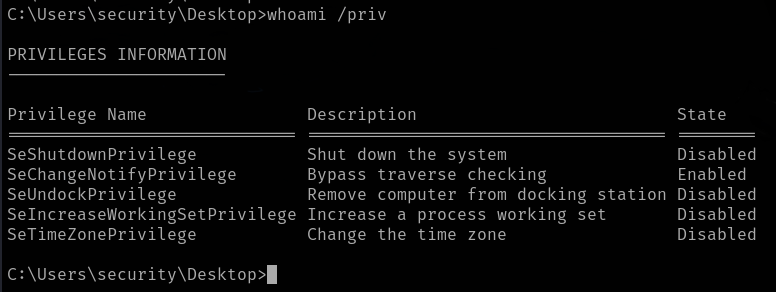 C:\Users\security\Desktop>whoami /priv
PRIVILEGES INFORMATION
----------------------
Privilege Name Description State
============================= ==================================== ========
SeShutdownPrivilege Shut down the system Disabled
SeChangeNotifyPrivilege Bypass traverse checking Enabled
SeUndockPrivilege Remove computer from docking station Disabled
SeIncreaseWorkingSetPrivilege Increase a process working set Disabled
SeTimeZonePrivilege Change the time zone Disabled
C:\Users\security\Desktop>